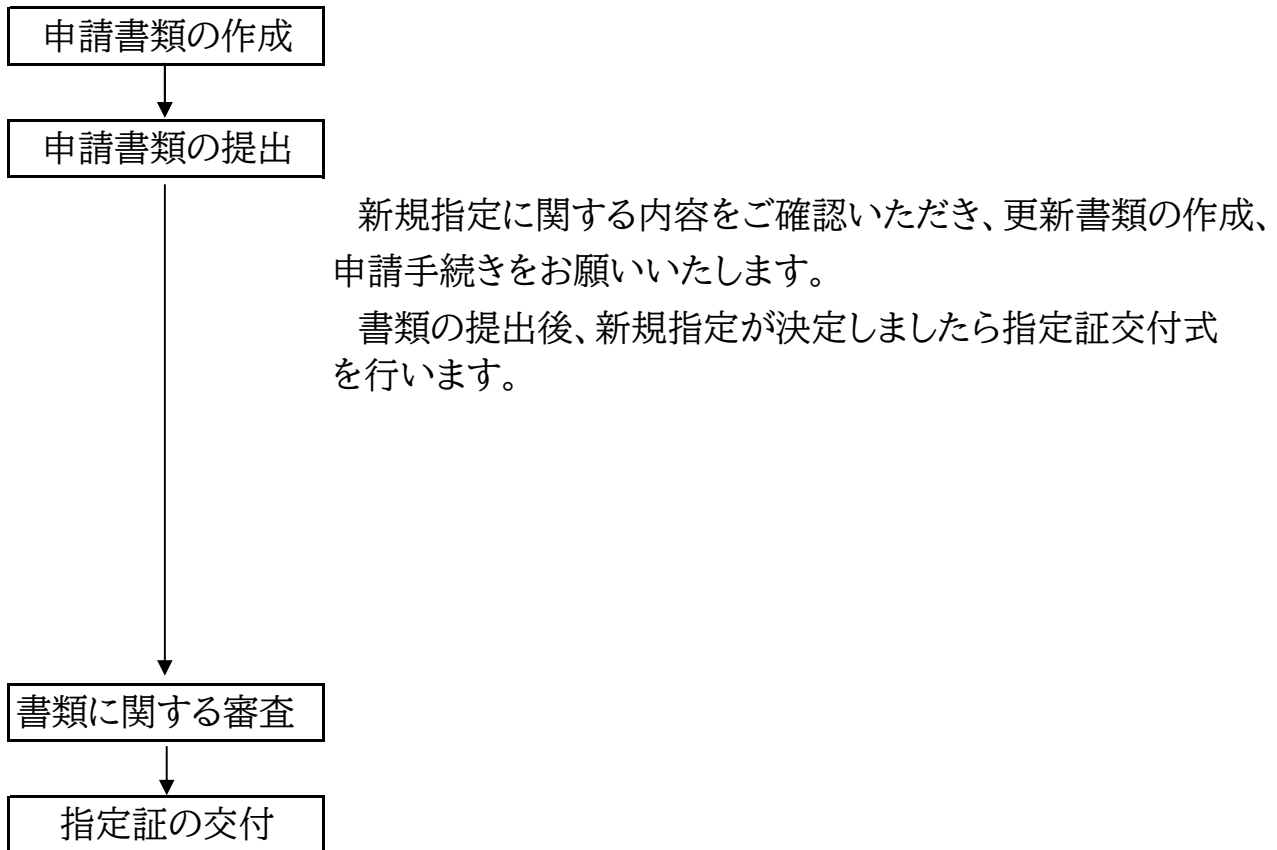 申請書類の作成
申請書類の提出
新規指定に関する内容をご確認いただき、更新書類の作成、
申請手続きをお願いいたします。
書類の提出後、新規指定が決定しましたら指定証交付式
を行います。
書類に関する審査
指定証の交付